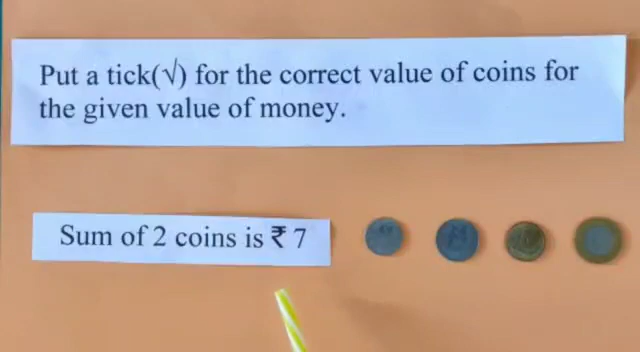 Put a tick(√) for the correct value of coins for
the given value of money.
Sum of 2 coins is ₹ 7